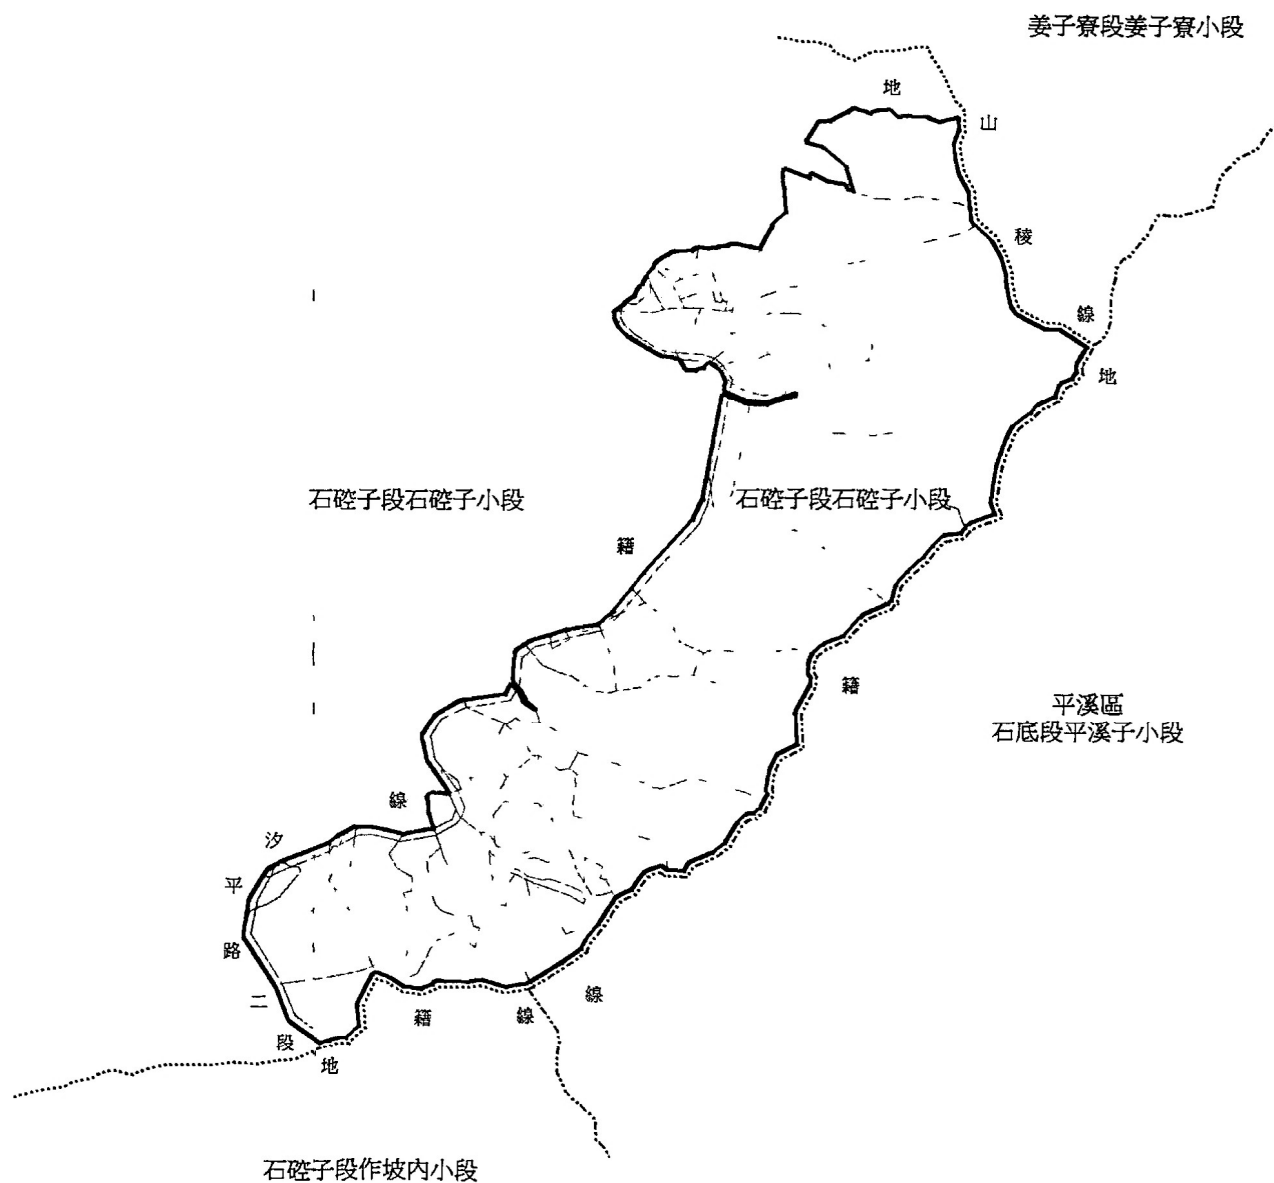 姜子寮段姜子寮小段
地
山
稜
線
地
石硿子段石硿子小段
石硿子段石硿子小段
籍
籍
平溪區
石底段平溪子小段
線
汐
平
路
二
段
線
籍
線
地
石硿子段作坡內小段